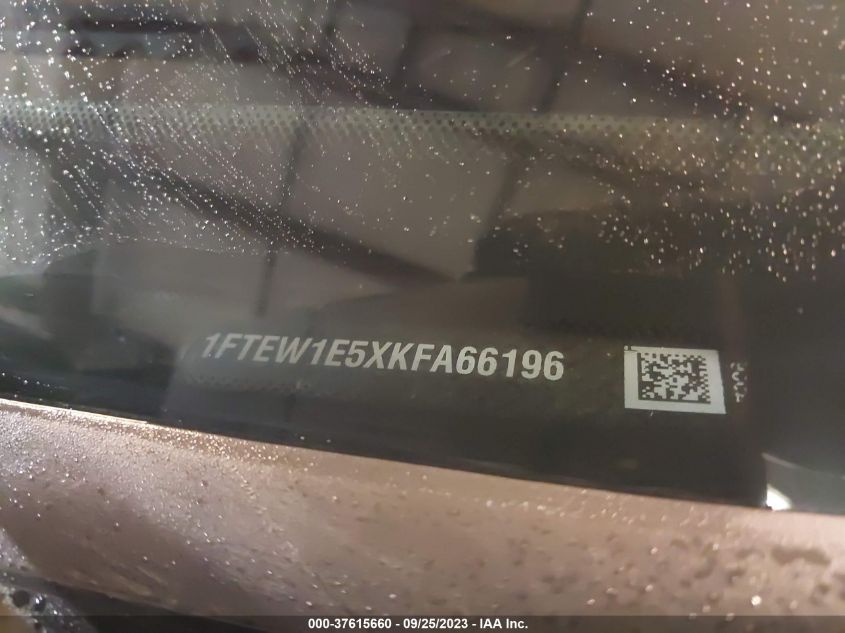 1FTEW1E5XKFA66196
000-37615660 - 09/25/2023 - IAA Inc.